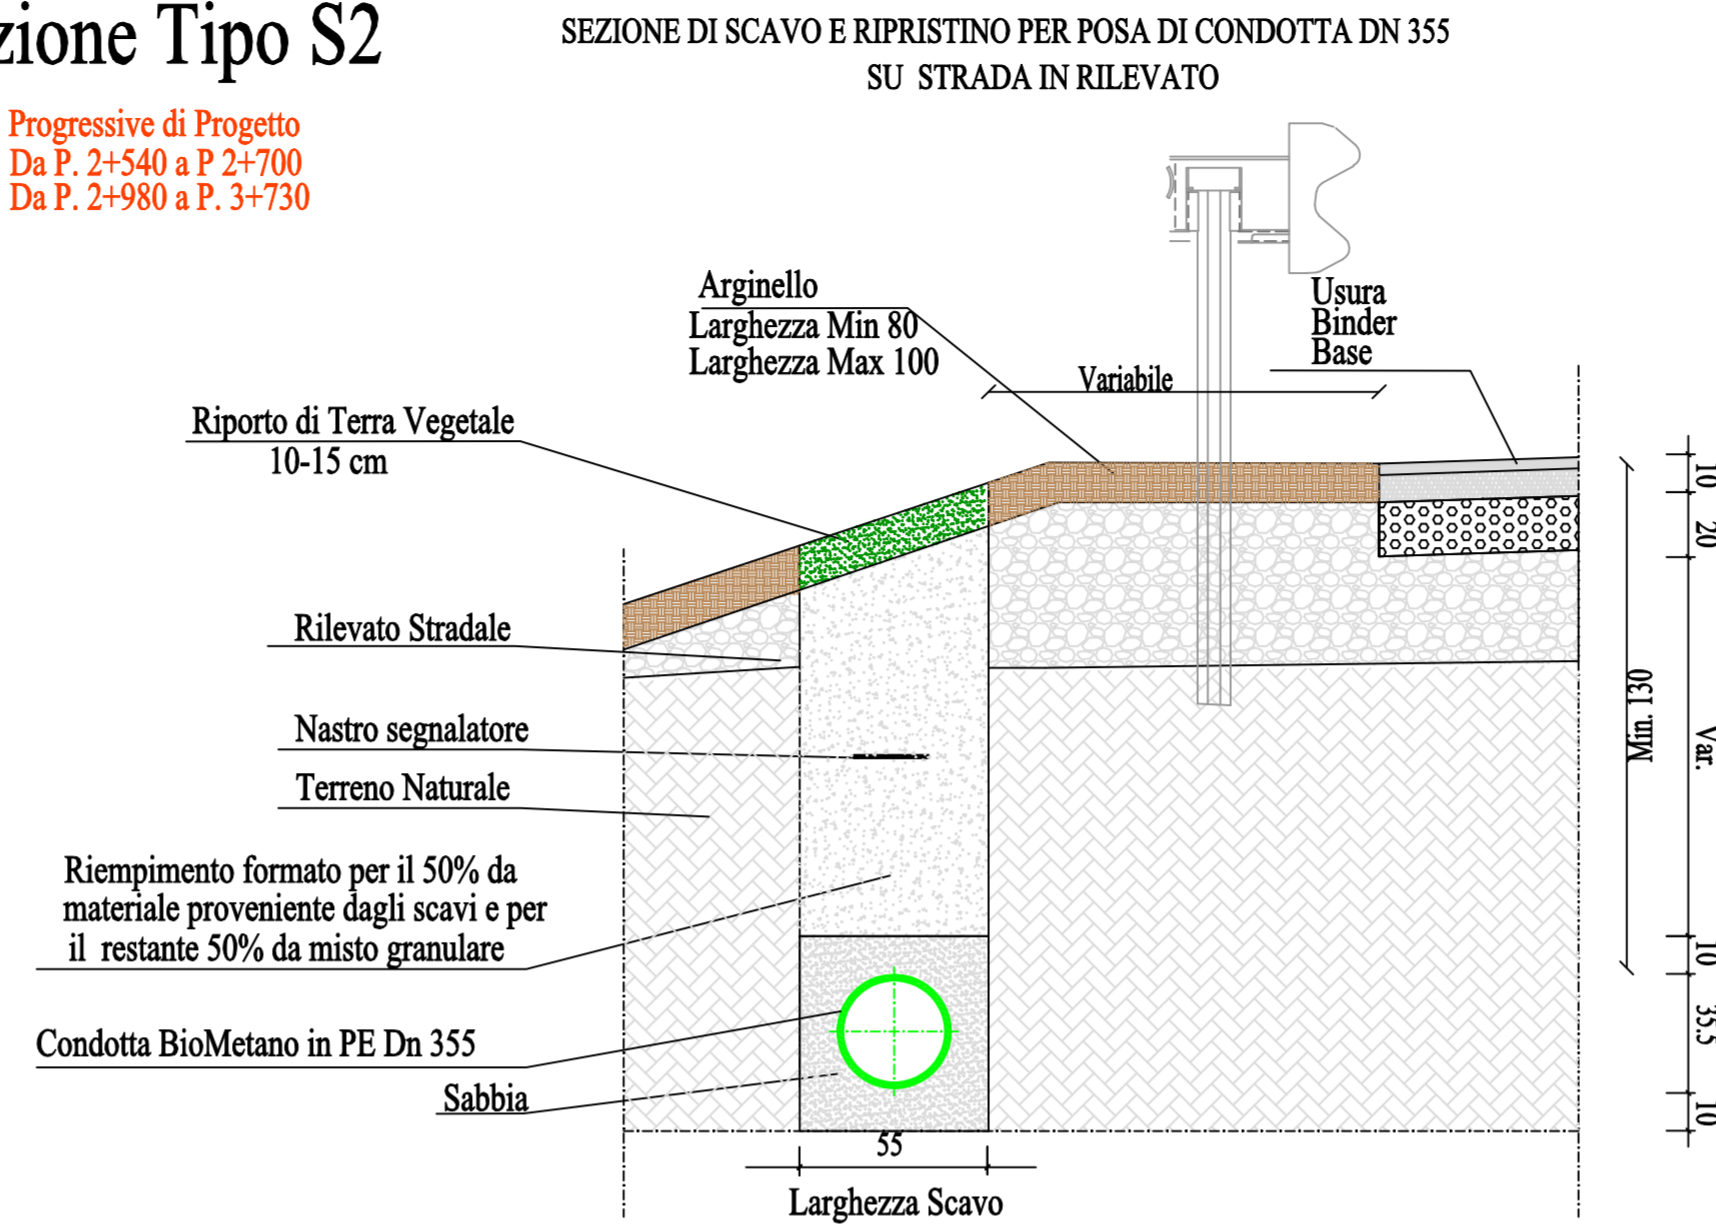 zione Tipo S2
SEZIONE DI SCAVO E RIPRISTINO PER POSA DI CONDOTTA DN 355
SU STRADA IN RILEVATO
Progressive di Progetto
Da P. 2+540 a P 2+700
Da P. 2+980 a P. 3+730
Arginello
Larghezza Min 80
Larghezza Max 100
Usura
Binder
Base
Variabile
Riporto di Terra Vegetale
10-15 cm
Rilevato Stradale
Nastro segnalatore
Terreno Naturale
Riempimento formato per il 50% da
materiale proveniente dagli scavi e per
il restante 50% da misto granulare
Condotta BioMetano in PE Dn 355
Sabbia
55
Larghezza Scavo
Min. 130
10
20
Var.
10
35.5
10